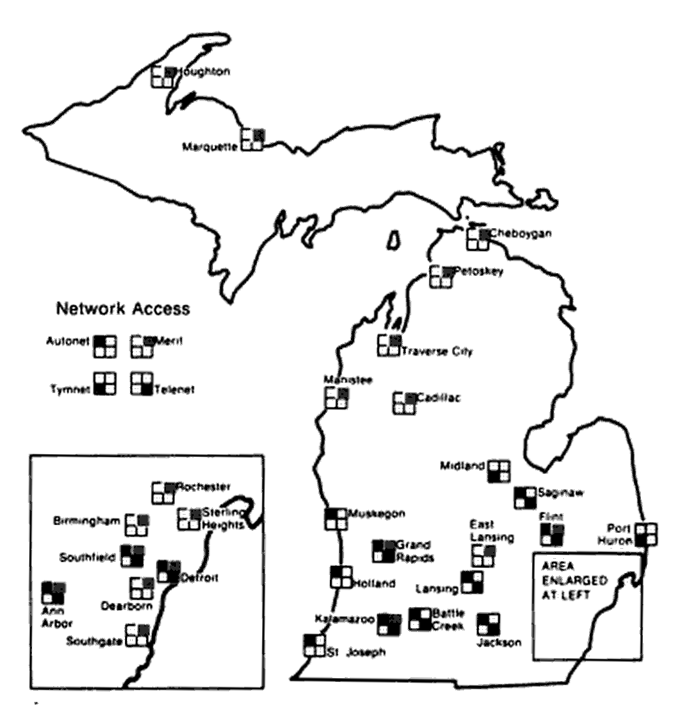 Houghton
Marquette
Cheboygan
Petoskey
Network Access
Autonet
Merit
Tymnet
Telenet
Traverse City
Manistee
Cadillac
Midland
Saginaw
Muskegon
Flint
Port
Huron
East
Lansing
Grand
Rapids
Holland
Lansing
Kalamazoo
Battle
Creek
Jackson
St Joseph
AREA
ENLARGED
AT LEFT
Rochester
Birmingham
Sterling
Heights
Southfield
Detroit
Ann
Arbor
Dearborn
Southgate